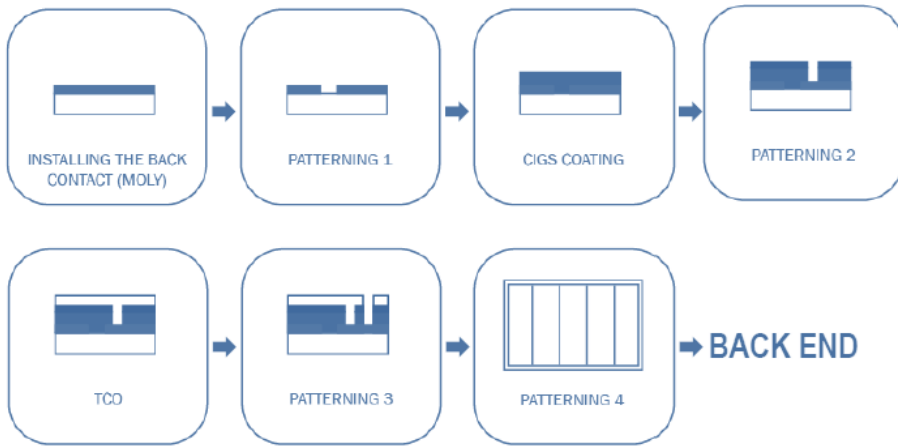 INSTALLING THE BACK
CONTACT (MOLY)
PATTERNING 1
CIGS COATING
PATTERNING 2
TCO
PATTERNING 3
PATTERNING 4
BACK END